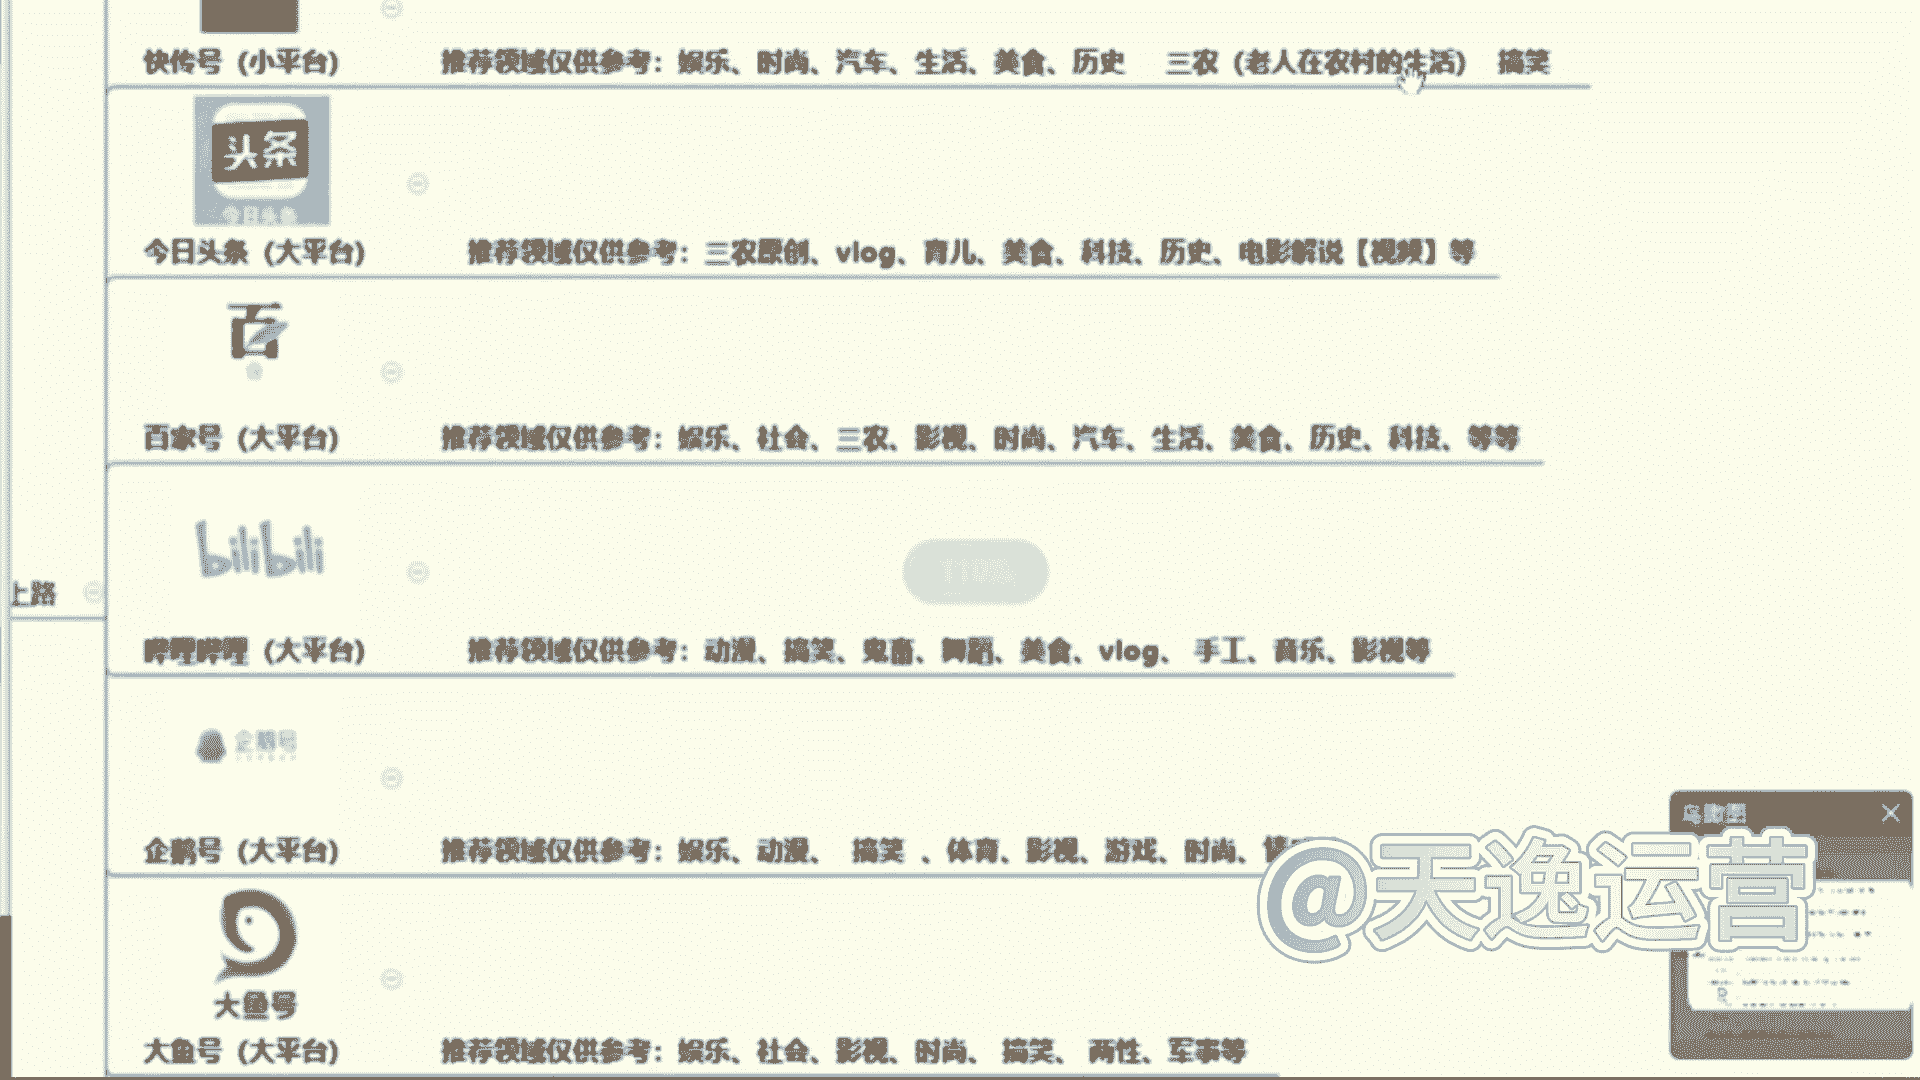 快传号（小平台） 推荐领域仅供参考：娱乐、时尚、汽车、生活、美食、历史 三农（老人在农村的生活） 搞笑
头条
今日头条
今日头条（大平台） 推荐领域仅供参考：三农原创、vlog、育儿、美食、科技、历史、电影解说【视频】等
百
百家号（大平台） 推荐领域仅供参考：娱乐、社会、三农、影视、时尚、汽车、生活、美食、历史、科技、等等
bilibili
110%
上路
哔哩哔哩（大平台） 推荐领域仅供参考：动漫、搞笑、鬼畜、舞蹈、美食、vlog、 手工、音乐、影视等
企鹅号
企鹅号（大平台） 推荐领域仅供参考：娱乐、动漫、 搞笑 、体育、影视、游戏、时尚、
鸟瞰图
@天逸运营
大鱼号
大鱼号（大平台） 推荐领域仅供参考：娱乐、社会、影视、时尚、 搞笑、 两性、军事等